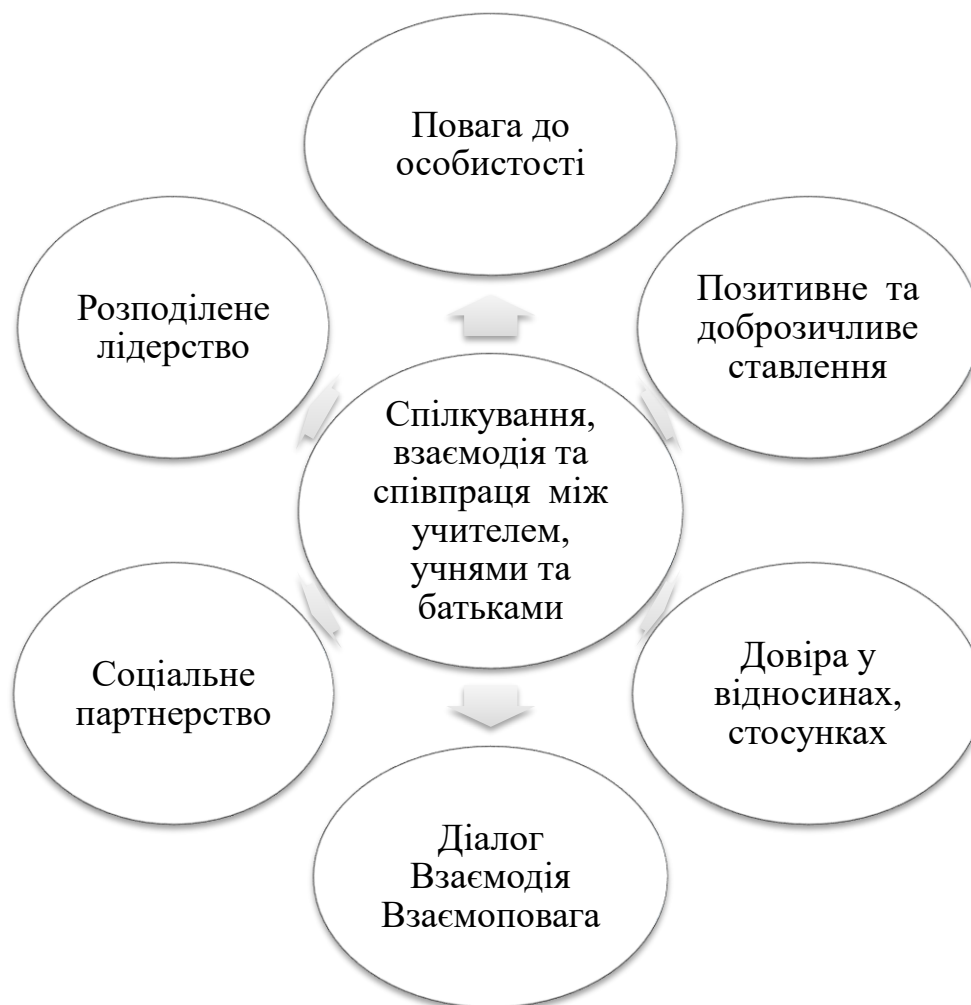 Повага до
особистості
Розподілене
лідерство
Позитивне та
доброзичливе
ставлення
Спілкування,
взаємодія та
співпраця між
учителем,
учнями та
батьками
Соціальне
партнерство
Довіра у
відносинах,
стосунках
Діалог
Взаємодія
Взаємоповага